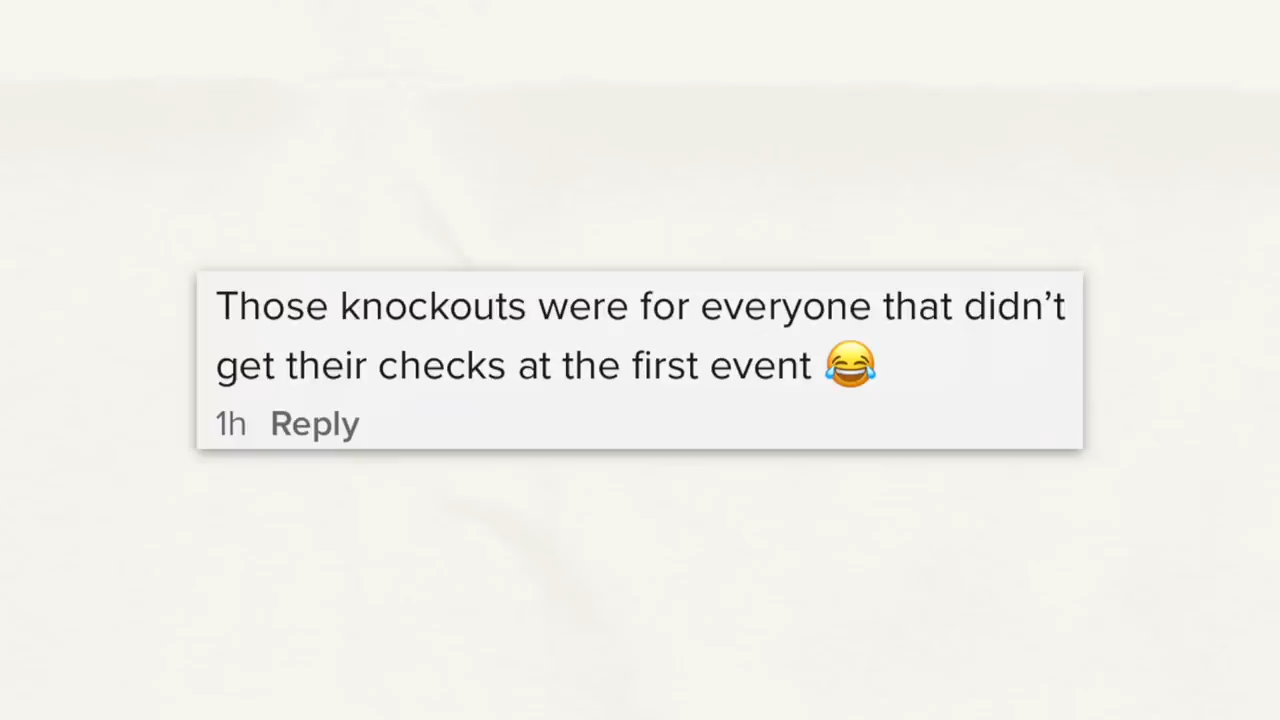 Those knockouts were for everyone that didn’t
get their checks at the first event 😂
1h Reply